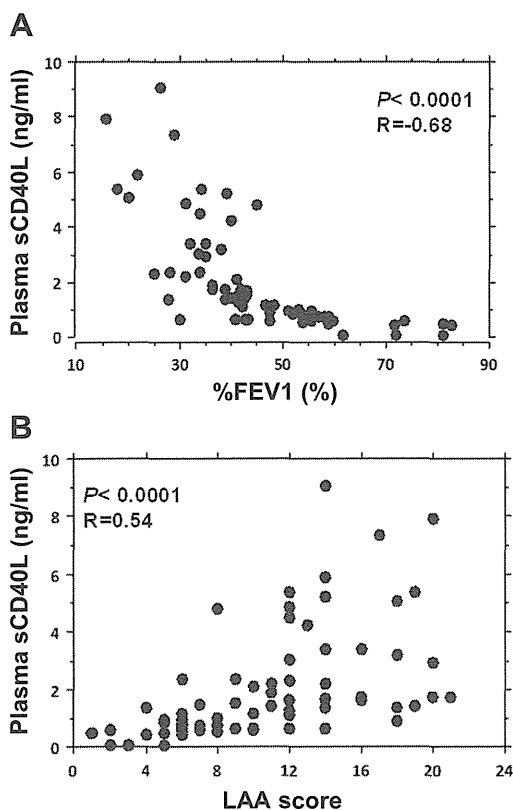 A
Plasma sCD40L (ng/ml)
10
8
6
4
2
0
P< 0.0001
R=-0.68
10 30 50 70 90
%FEV1 (%)
B
Plasma sCD40L (ng/ml)
10
8
6
4
2
0
P< 0.0001
R=0.54
0 4 8 12 16 20 24
LAA score